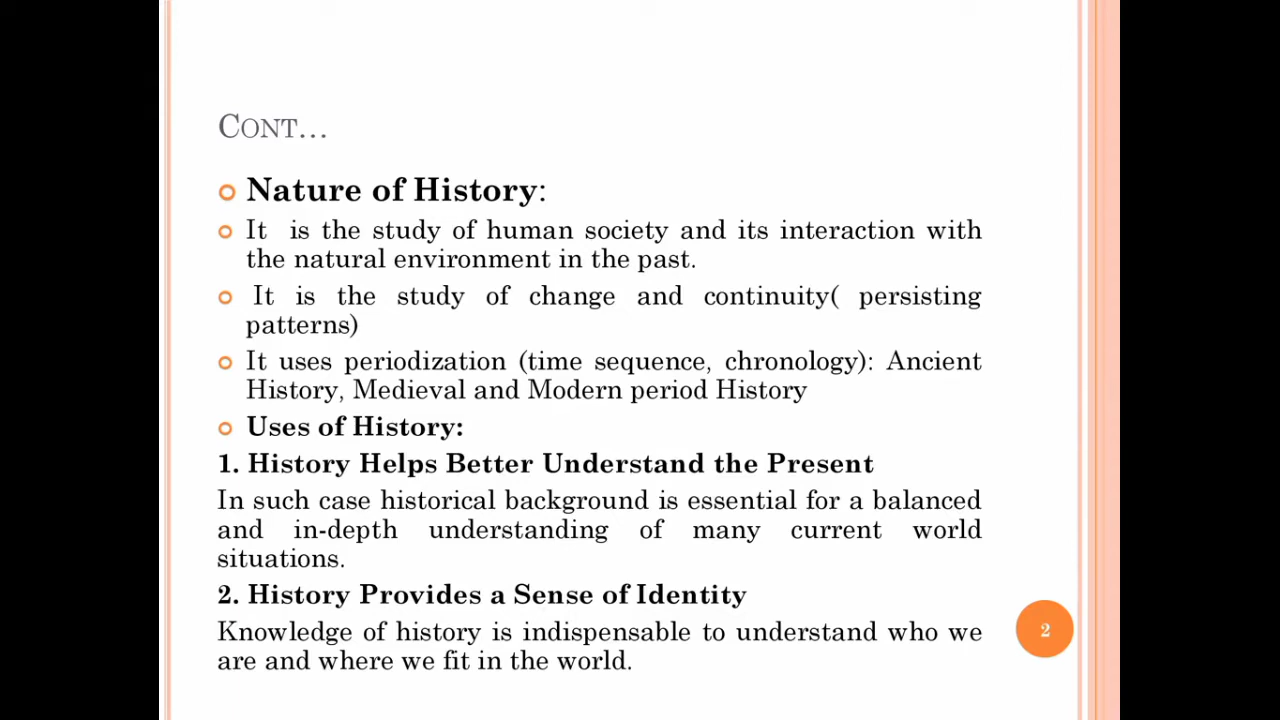 CONT...
Nature of History:
It is the study of human society and its interaction with
the natural environment in the past.
It is the study of change and continuity( persisting
patterns)
It uses periodization (time sequence, chronology): Ancient
History, Medieval and Modern period History
Uses of History:
1. History Helps Better Understand the Present
In such case historical background is essential for a balanced
and in-depth understanding of many current world
situations.
2. History Provides a Sense of Identity
Knowledge of history is indispensable to understand who we
are and where we fit in the world.
2